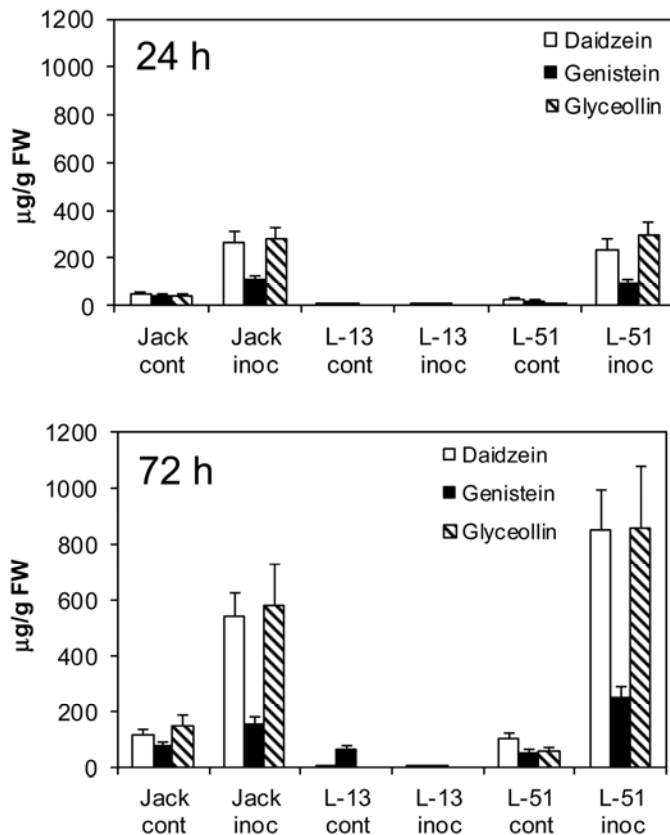 1200
1000
800
600
400
200
0
μg/g FW
24 h
Daidzein
Genistein
Glyceollin
Jack cont
Jack inoc
L-13 cont
L-13 inoc
L-51 cont
L-51 inoc
1200
1000
800
600
400
200
0
μg/g FW
72 h
Daidzein
Genistein
Glyceollin
Jack cont
Jack inoc
L-13 cont
L-13 inoc
L-51 cont
L-51 inoc